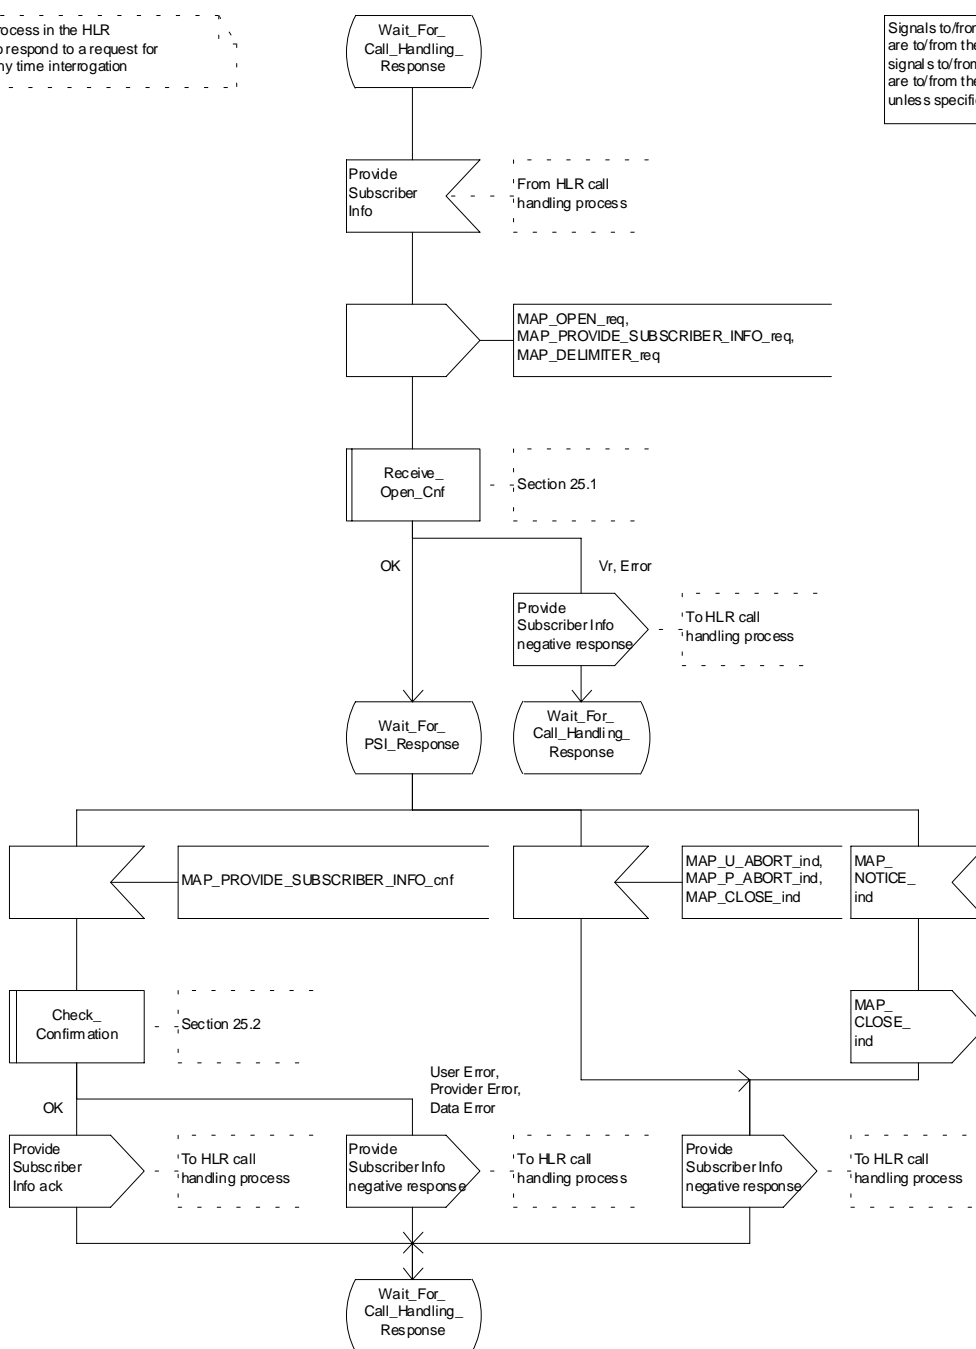 Wait_For_
Call_Handling_
Response
rocess in the HLR
o respond to a request for
ny time interrogation
Signals to/from
are to/from the
signals to/from
are to/from the
unless specifi
Provide
Subscriber
Info
From HLR call
handling process
MAP_OPEN_req,
MAP_PROVIDE_SUBSCRIBER_INFO_req,
MAP_DELIMITER_req
Receive_
Open_Cnf
Section 25.1
OK
Vr, Error
Provide
Subscriber Info
negative response
To HLR call
handling process
Wait_For_
PSI_Response
Wait_For_
Call_Handling_
Response
MAP_PROVIDE_SUBSCRIBER_INFO_cnf
MAP_U_ABORT_ind,
MAP_P_ABORT_ind,
MAP_CLOSE_ind
MAP_
NOTICE_
ind
Check_
Confirmation
Section 25.2
MAP_
CLOSE_
ind
User Error,
Provider Error,
Data Error
OK
Provide
Subscriber
Info ack
To HLR call
handling process
Provide
Subscriber Info
negative response
To HLR call
handling process
Provide
Subscriber Info
negative response
To HLR call
handling process
Wait_For_
Call_Handling_
Response